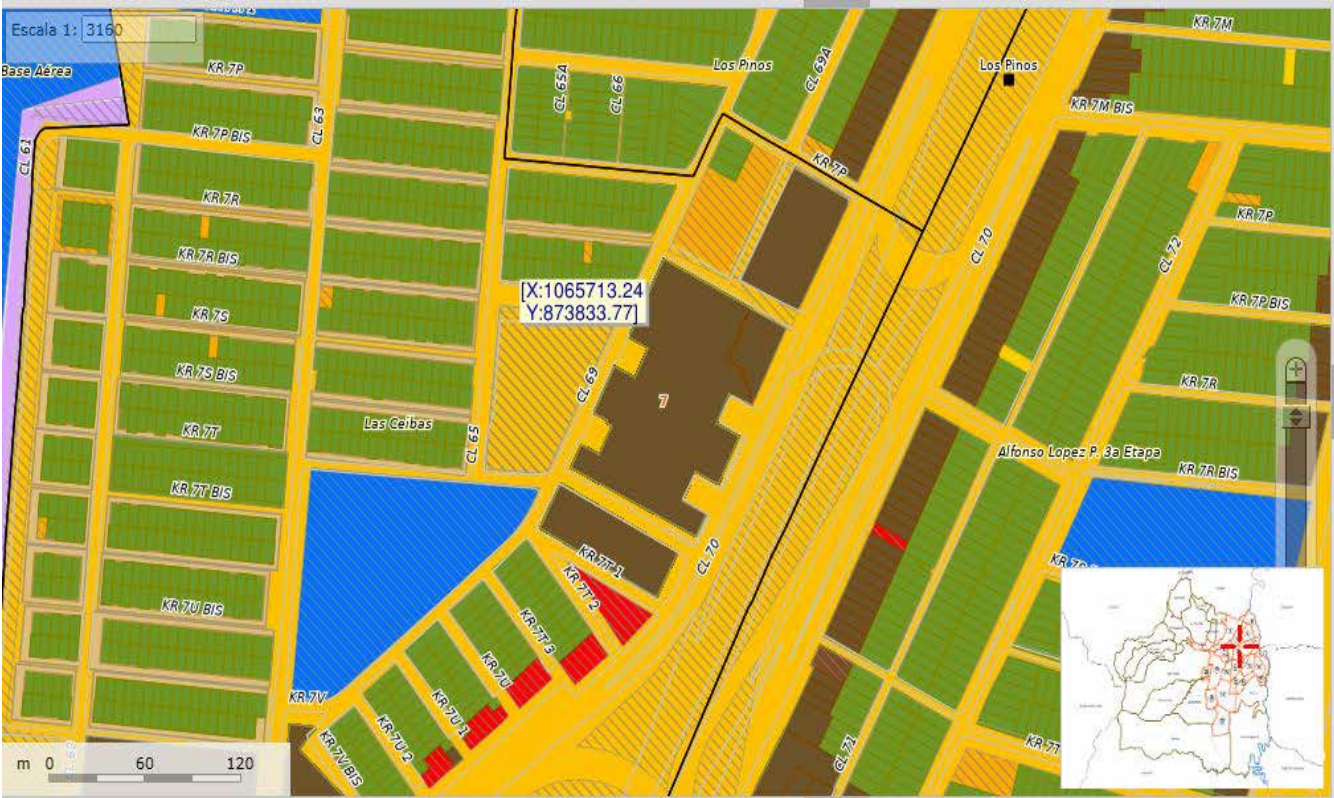 Escala 1: 3160
KR 7M
Base Aérea
KR 7P
Los Pinos
CL 69A
Los Pinos
CL 65A
CL 66
CL 63
KR 7P BIS
KR 7M BIS
CL 61
KR 7P
KR 7R
KR 7P
KR 7R BIS
CL 70
CL 72
[X:1065713.24
Y:873833.77]
KR 7P BIS
KR 7S
KR 7S BIS
CL 69
7
KR 7R
Las Ceibas
KR 7T
CL 65
Alfonso Lopez P. 3a Etapa
KR 7R BIS
KR 7T BIS
CL 70
KR 7T 1
KR 7T 2
KR 7U BIS
KR 7T 3
KR 7U
KR 7V
KR 7U 1
KR 7U 2
KR 7V BIS
CL 71
KR 7T
m 0 60 120